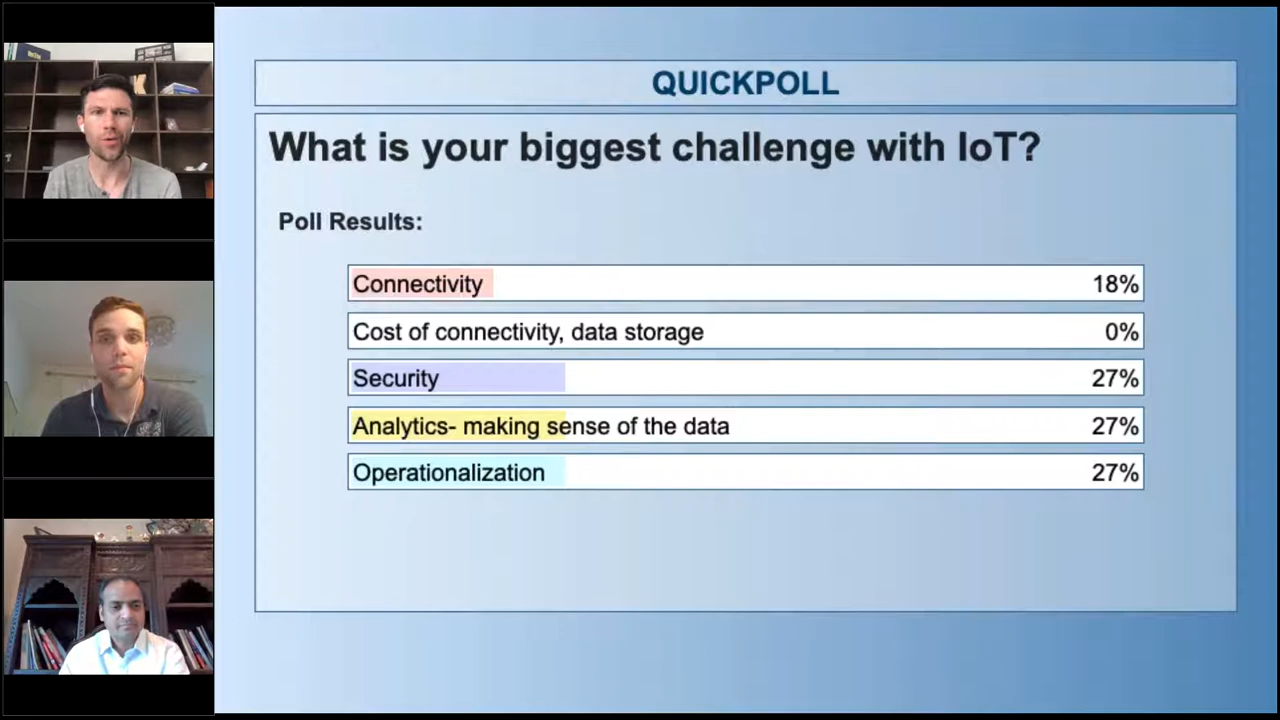 QUICKPOLL
What is your biggest challenge with IoT?
Poll Results:
Connectivity 18%
Cost of connectivity, data storage 0%
Security 27%
Analytics- making sense of the data 27%
Operationalization 27%